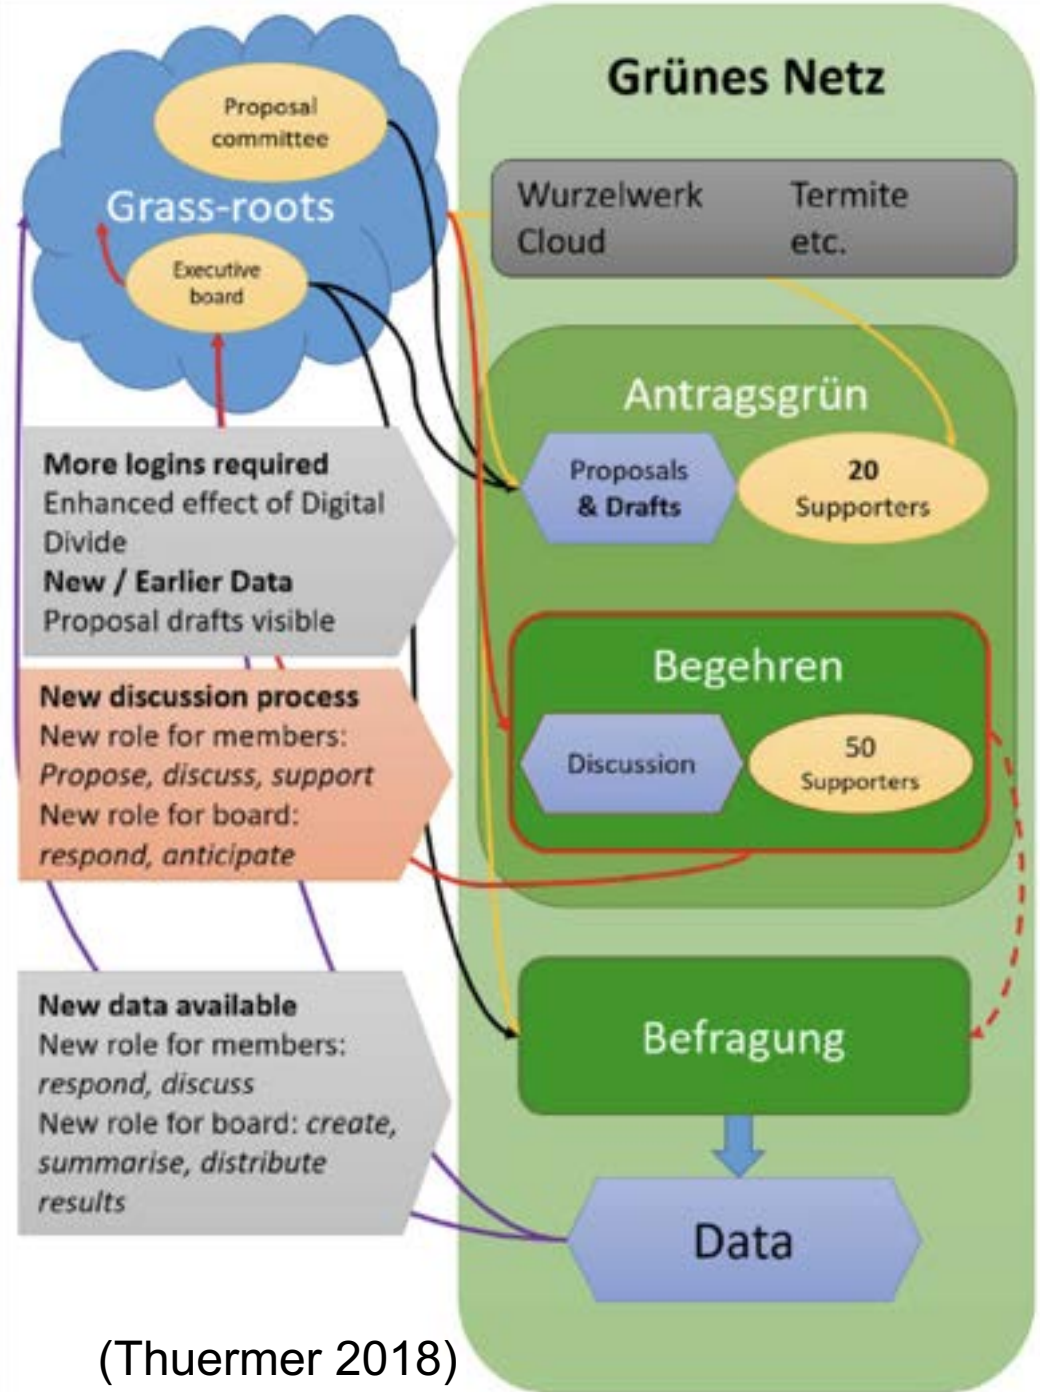 Proposal
committee
Grass-roots
Executive
board
Grünes Netz
Wurzelwerk Termite
Cloud etc.
Antragsgrün
Proposals
& Drafts
20
Supporters
More logins required
Enhanced effect of Digital
Divide
New / Earlier Data
Proposal drafts visible
Begehren
Discussion
50
Supporters
New discussion process
New role for members:
Propose, discuss, support
New role for board:
respond, anticipate
Befragung
New data available
New role for members:
respond, discuss
New role for board: create,
summarise, distribute
results
Data
(Thuermer 2018)